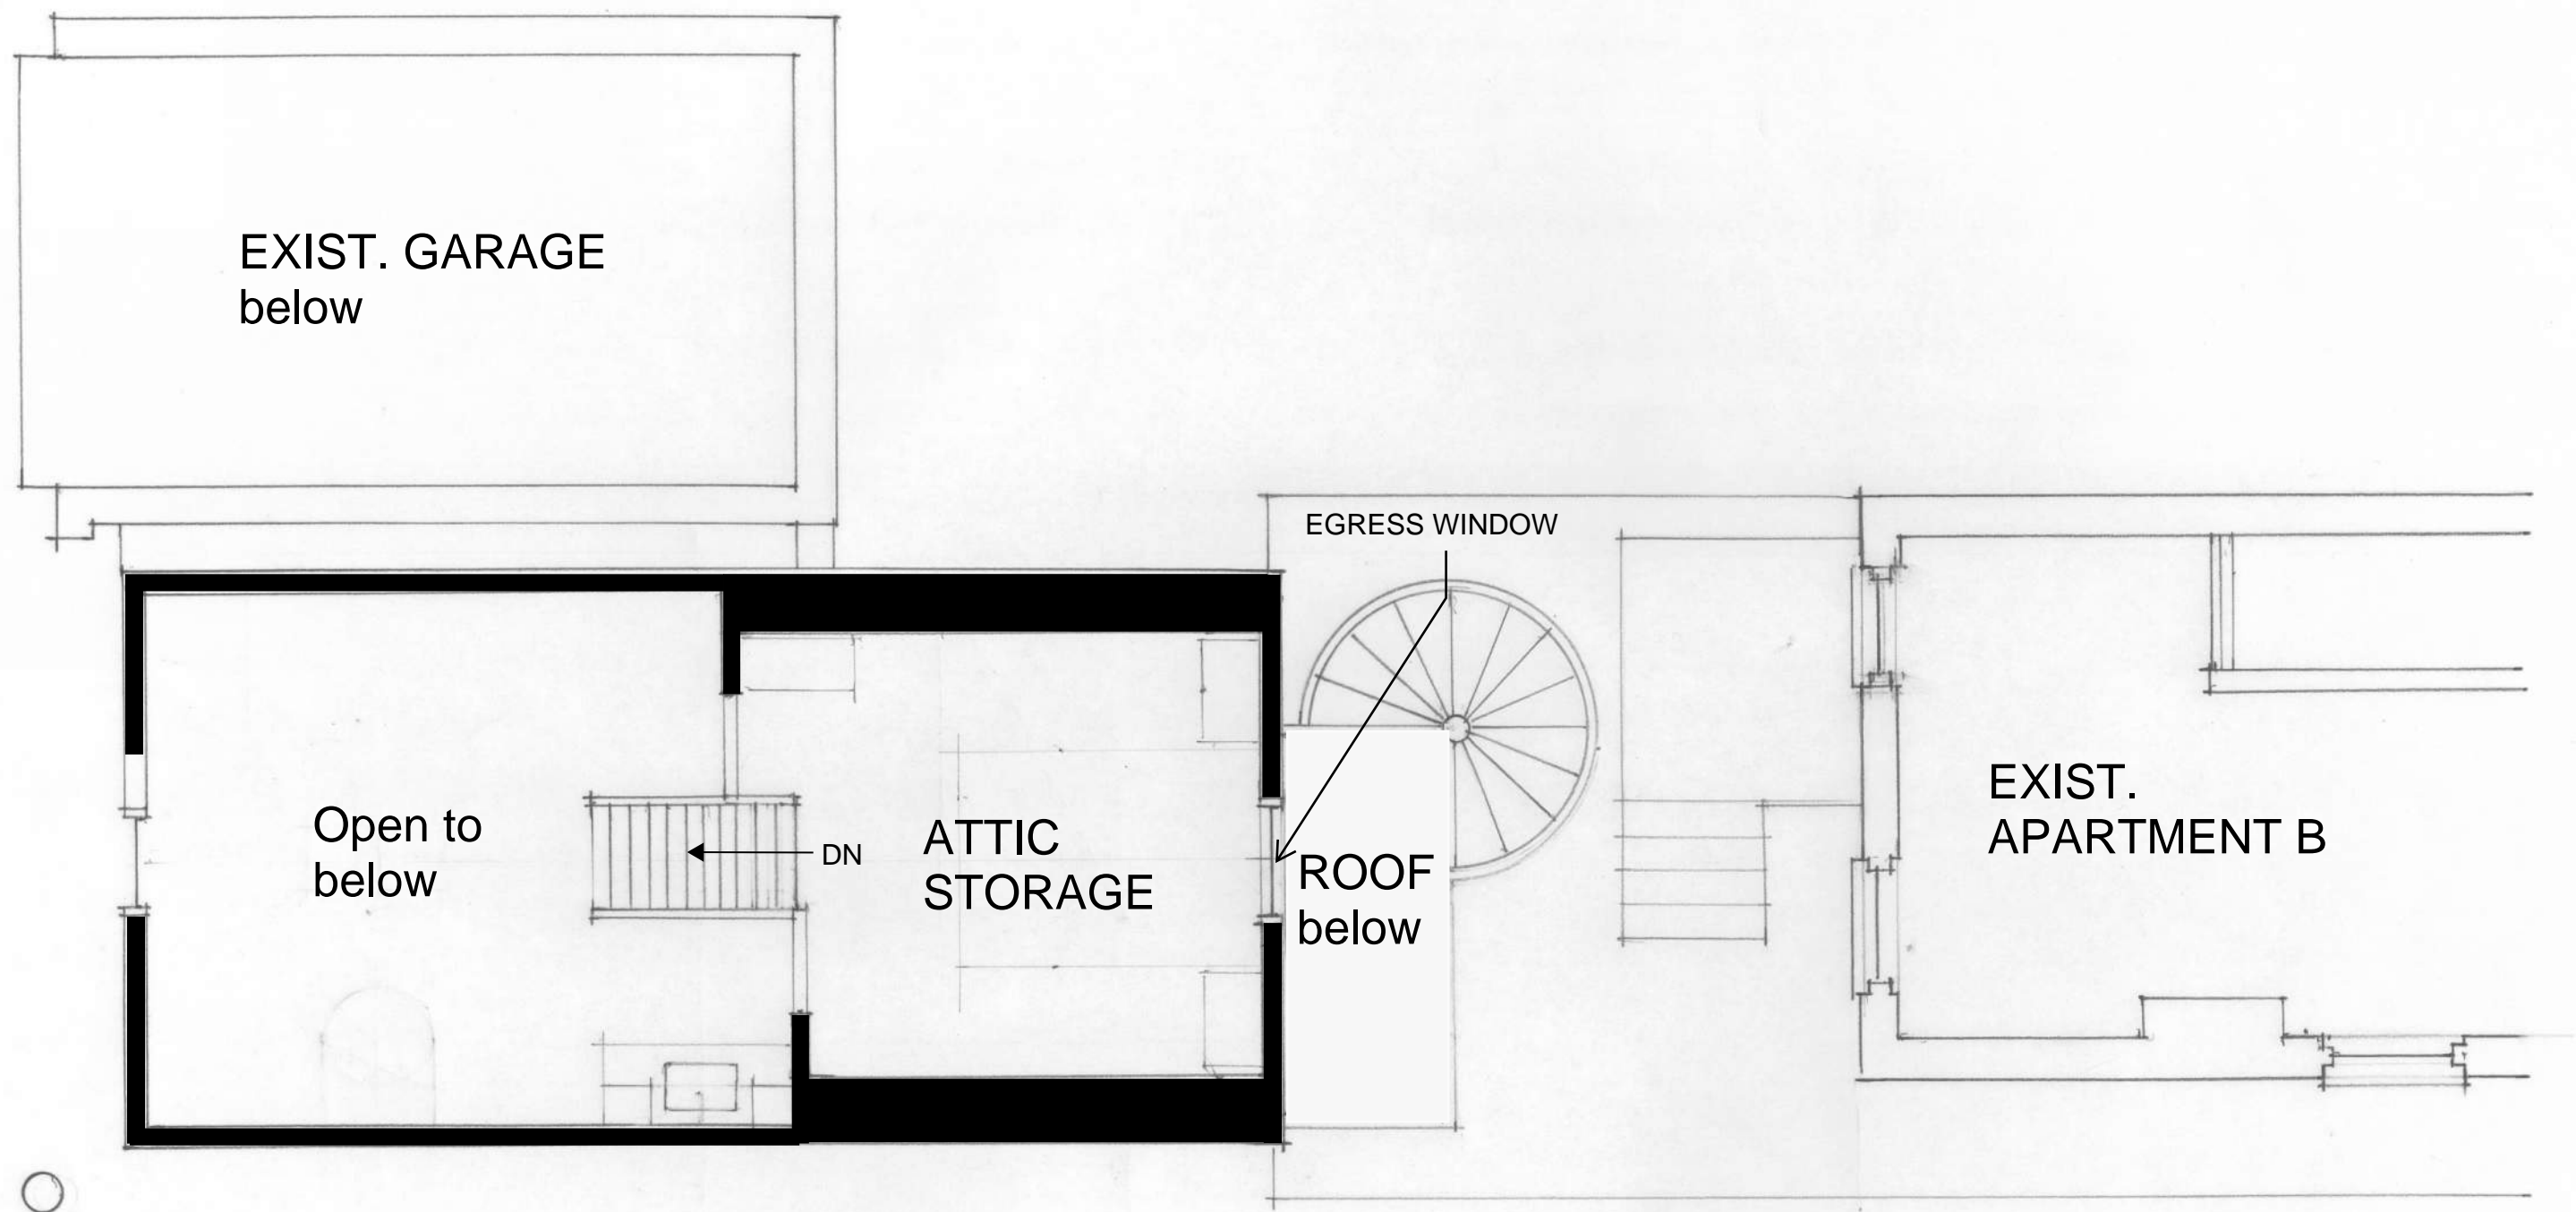 EXIST. GARAGE
below
EGRESS WINDOW
Open to
below
DN
ATTIC
STORAGE
ROOF
below
EXIST.
APARTMENT B